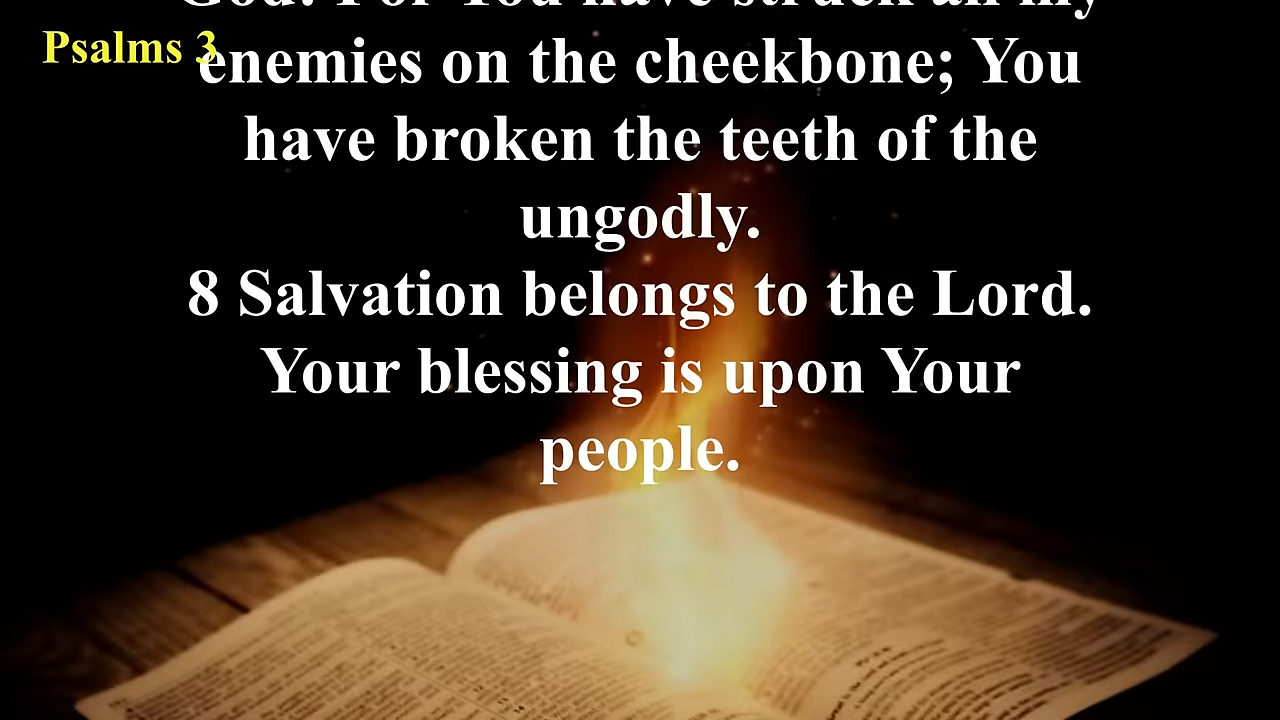 God! For You have struck all my
Psalms 3
enemies on the cheekbone; You
have broken the teeth of the
ungodly.
8 Salvation belongs to the Lord.
Your blessing is upon Your
people.